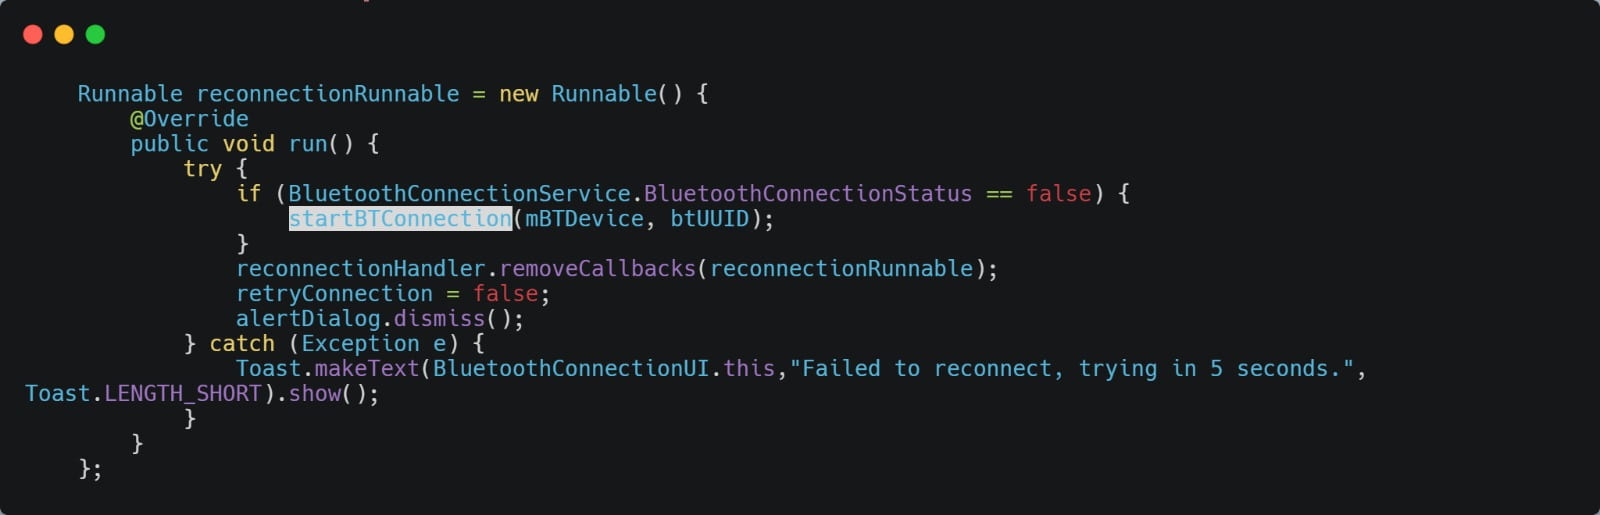 Runnable reconnectionRunnable = new Runnable() {
@Override
public void run() {
try {
if (BluetoothConnectionService.BluetoothConnectionStatus == false) {
startBTConnection(mBTDevice, btUUID);
}
reconnectionHandler.removeCallbacks(reconnectionRunnable);
retryConnection = false;
alertDialog.dismiss();
} catch (Exception e) {
Toast.makeText(BluetoothConnectionUI.this,"Failed to reconnect, trying in 5 seconds.",
Toast.LENGTH_SHORT).show();
}
}
};